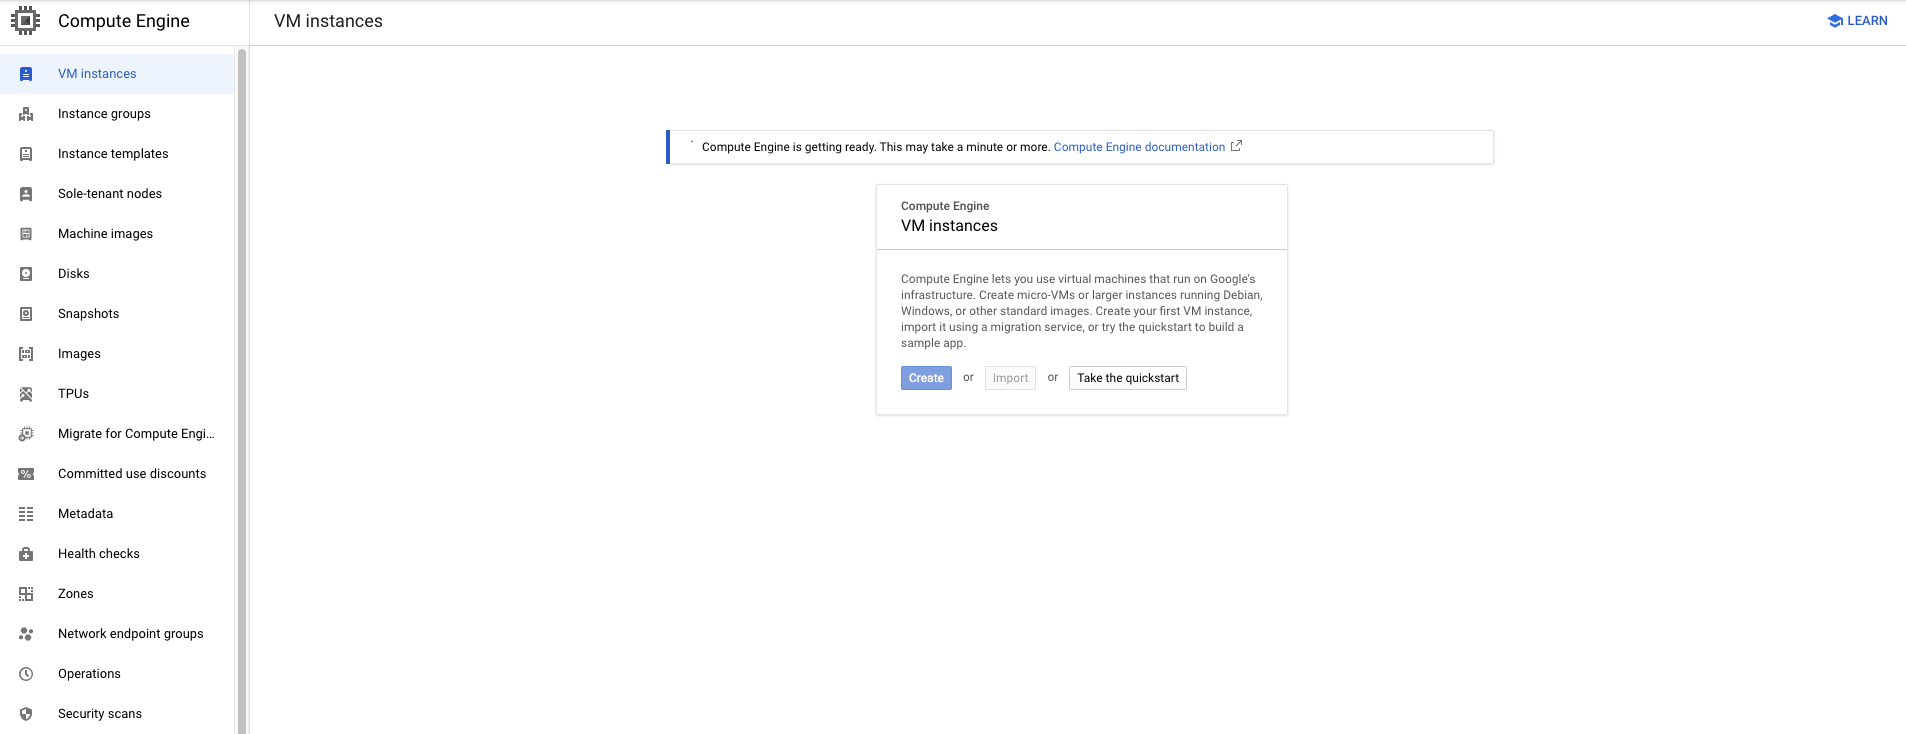 Compute Engine
VM instances
LEARN
VM instances
Instance groups
Instance templates
Sole-tenant nodes
Machine images
Disks
Snapshots
Images
TPUs
Migrate for Compute Engi...
Committed use discounts
Metadata
Health checks
Zones
Network endpoint groups
Operations
Security scans
Compute Engine is getting ready. This may take a minute or more. Compute Engine documentation
Compute Engine
VM instances
Compute Engine lets you use virtual machines that run on Google's
infrastructure. Create micro-VMs or larger instances running Debian,
Windows, or other standard images. Create your first VM instance,
import it using a migration service, or try the quickstart to build a
sample app.
Create or Import or Take the quickstart